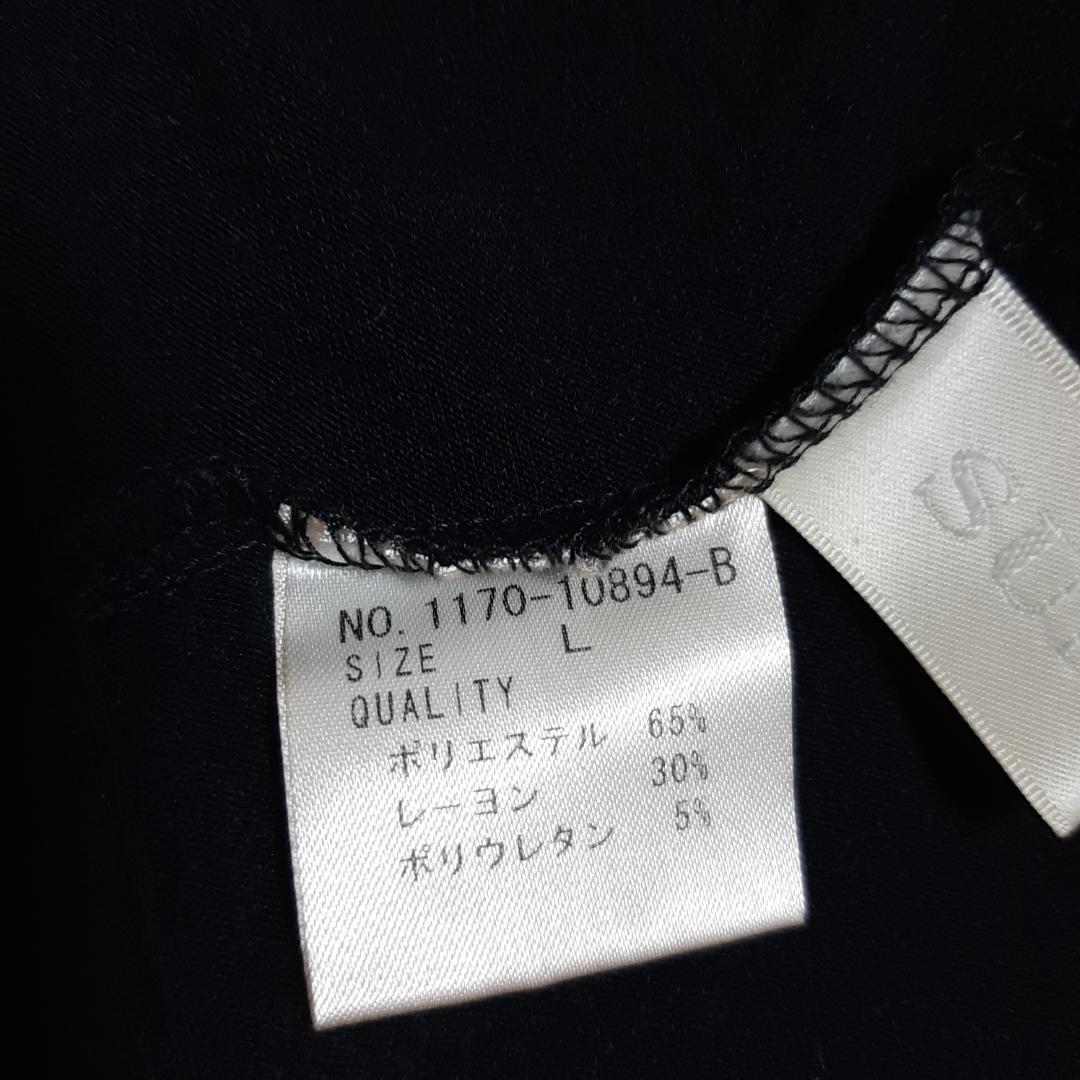 NO. 1170-10894-B
SIZE L
QUALITY
ポリエステル 65%
レーヨン 30%
ポリウレタン 5%